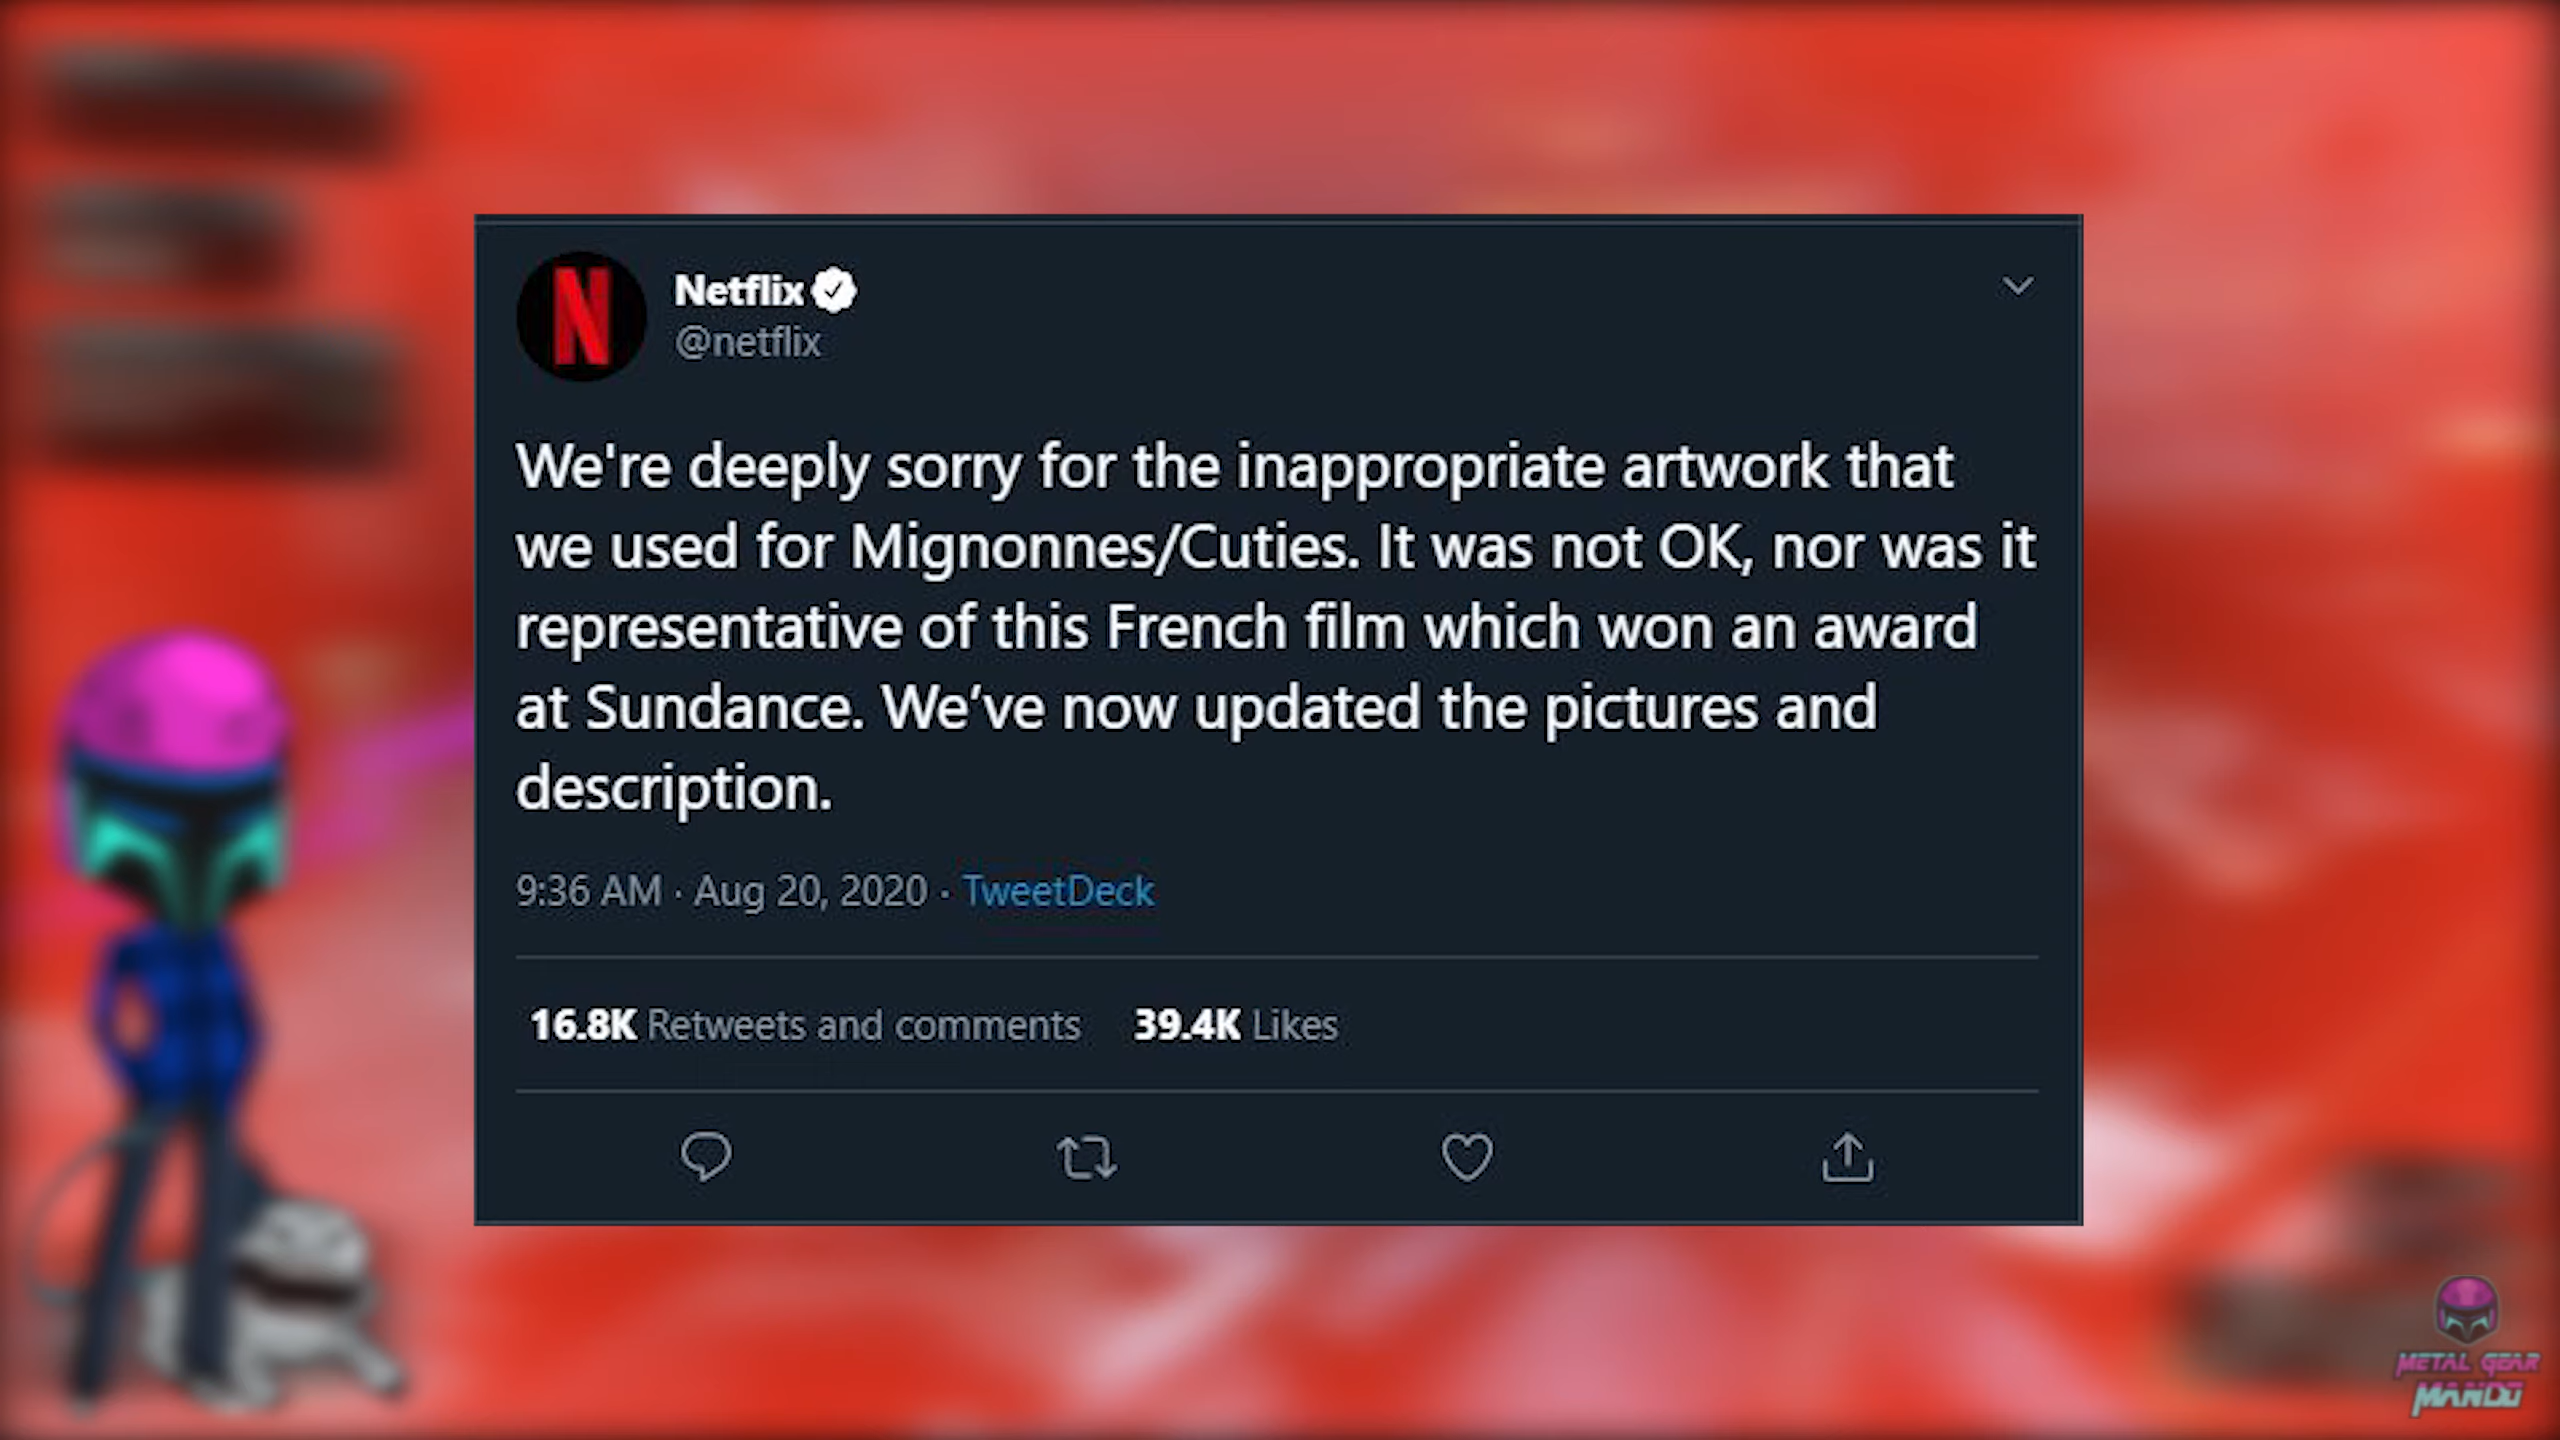 Netflix
@netflix
We're deeply sorry for the inappropriate artwork that
we used for Mignonnes/Cuties. It was not OK, nor was it
representative of this French film which won an award
at Sundance. We’ve now updated the pictures and
description.
9:36 AM · Aug 20, 2020 · TweetDeck
16.8K Retweets and comments 39.4K Likes
METAL GEAR
MANDO